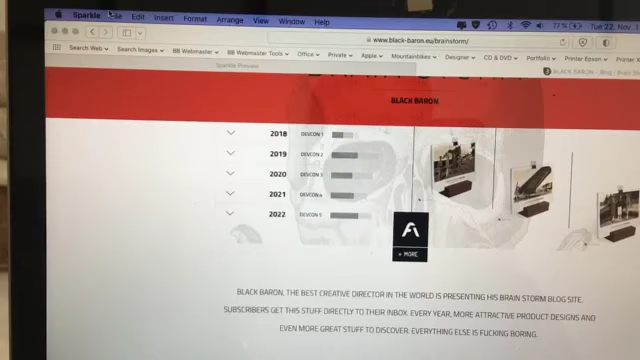 Sparkle File Edit Insert Format Arrange View Window Help 77% Tue 22. Nov
www.black-baron.eu/brainstorm/
Search Web Search Images BB Webmaster BB Webmaster Tools Office Private Apple Mountainbikes Designer CD & DVD Portfolio Printer Epson Printer
Sparkle Preview BLACK BARON - Blog
BLACK BARON
2018 DEVCON 1
2019 DEVCON 2
2020 DEVCON 3
2021 DEVCON 4
2022 DEVCON 5
+ MORE
BLACK BARON, THE BEST CREATIVE DIRECTOR IN THE WORLD IS PRESENTING HIS BRAIN STORM BLOG SITE.
SUBSCRIBERS GET THIS STUFF DIRECTLY TO THEIR INBOX. EVERY YEAR, MORE ATTRACTIVE PRODUCT DESIGNS AND
EVEN MORE GREAT STUFF TO DISCOVER. EVERYTHING ELSE IS FUCKING BORING.